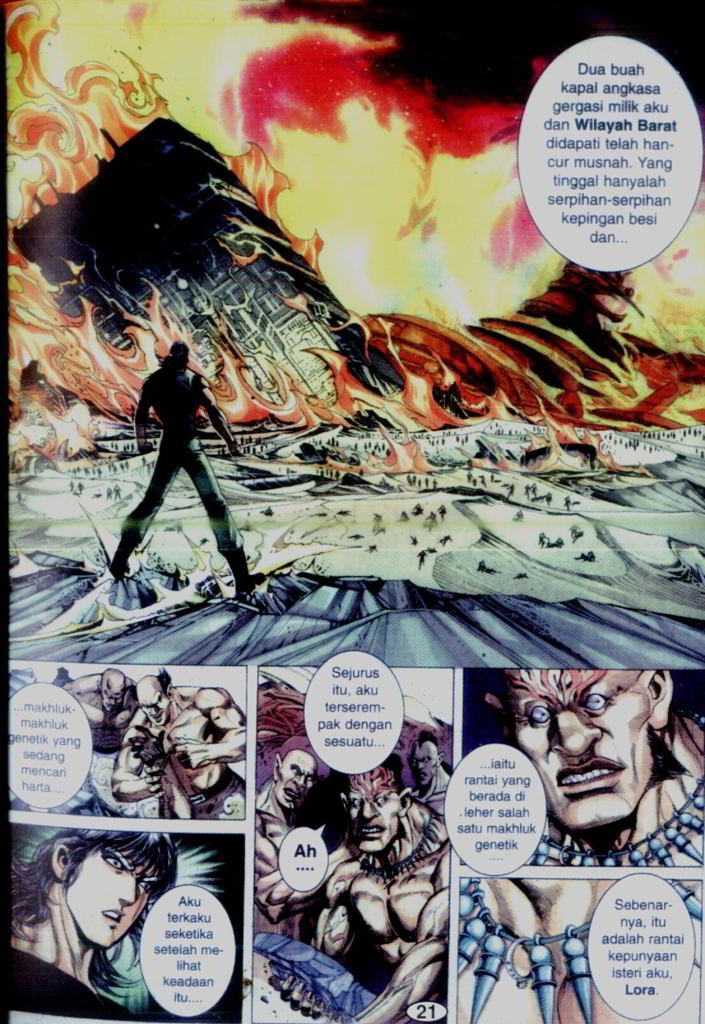 Dua buah
kapal angkasa
gergasi milik aku
dan Wilayah Barat
didapati telah han-
cur musnah. Yang
tinggal hanyalah
serpihan-serpihan
kepingan besi
dan...
...makhluk-
makhluk
genetik yang
sedang
mencari
harta....
Aku
terkaku
seketika
setelah me-
lihat
keadaan
itu....
Sejurus
itu, aku
terserem-
pak dengan
sesuatu...
Ah
....
...iaitu
rantai yang
berada di
leher salah
satu makhluk
genetik
Sebenar-
nya, itu
adalah rantai
kepunyaan
isteri aku,
Lora.
21